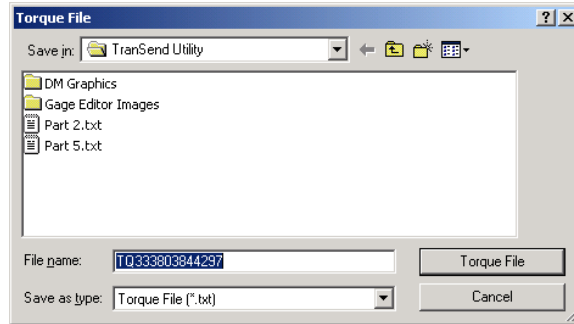 Torque File
Save in: TranSend Utility
DM Graphics
Gage Editor Images
Part 2.txt
Part 5.txt
File name: TQ333803844297 Torque File
Save as type: Torque File (*.txt) Cancel